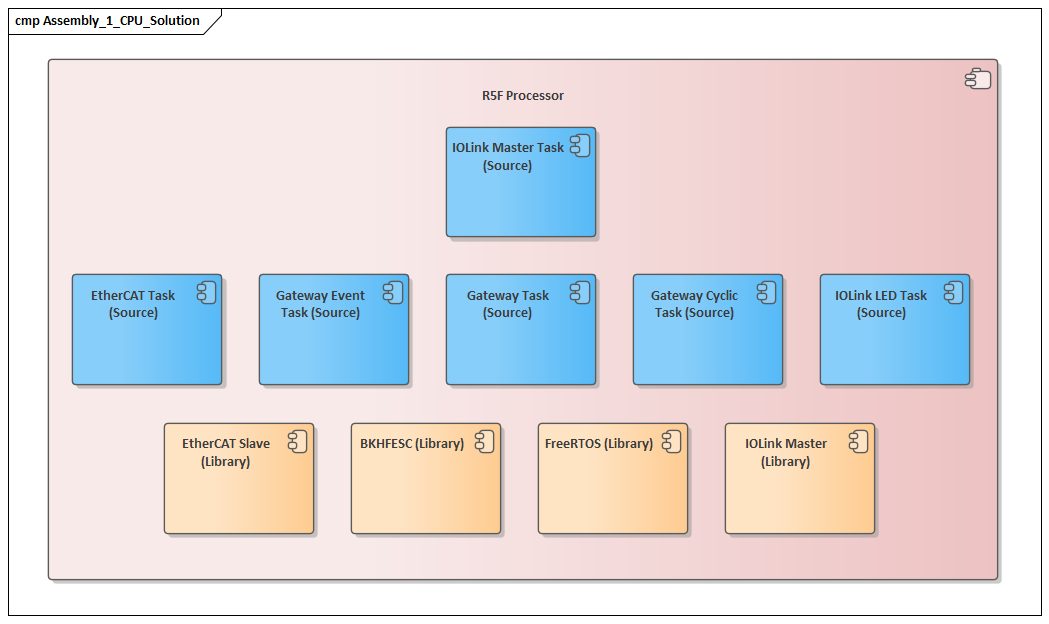 cmp Assembly_1_CPU_Solution
R5F Processor
IOLink Master Task
(Source)
EtherCAT Task
(Source)
Gateway Event
Task (Source)
Gateway Task
(Source)
Gateway Cyclic
Task (Source)
IOLink LED Task
(Source)
EtherCAT Slave
(Library)
BKHFESC (Library)
FreeRTOS (Library)
IOLink Master
(Library)